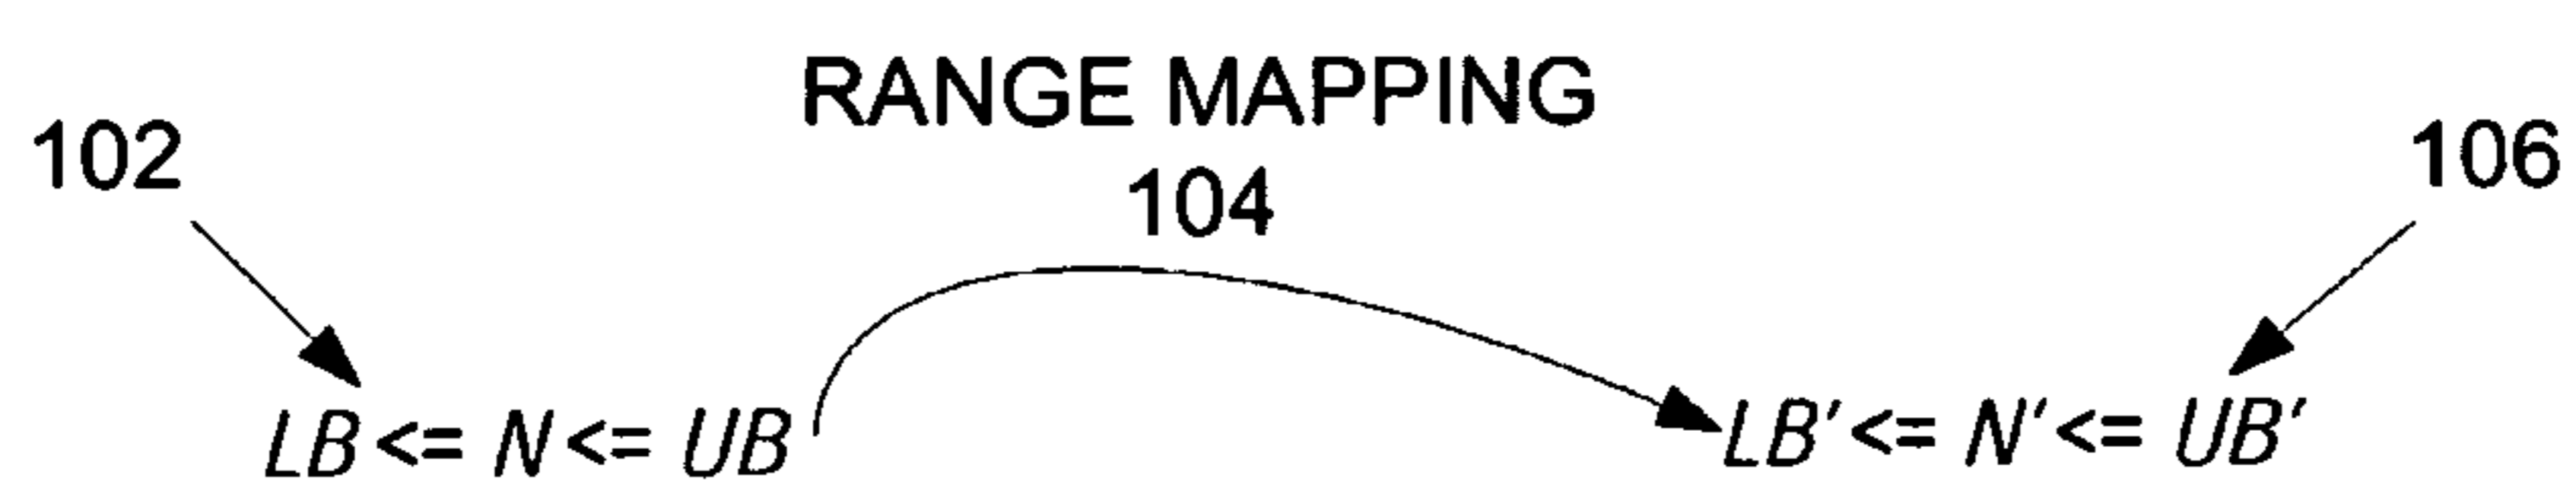 RANGE MAPPING
102
106
104
LB <= N <= UB
LB' <= N' <= UB'